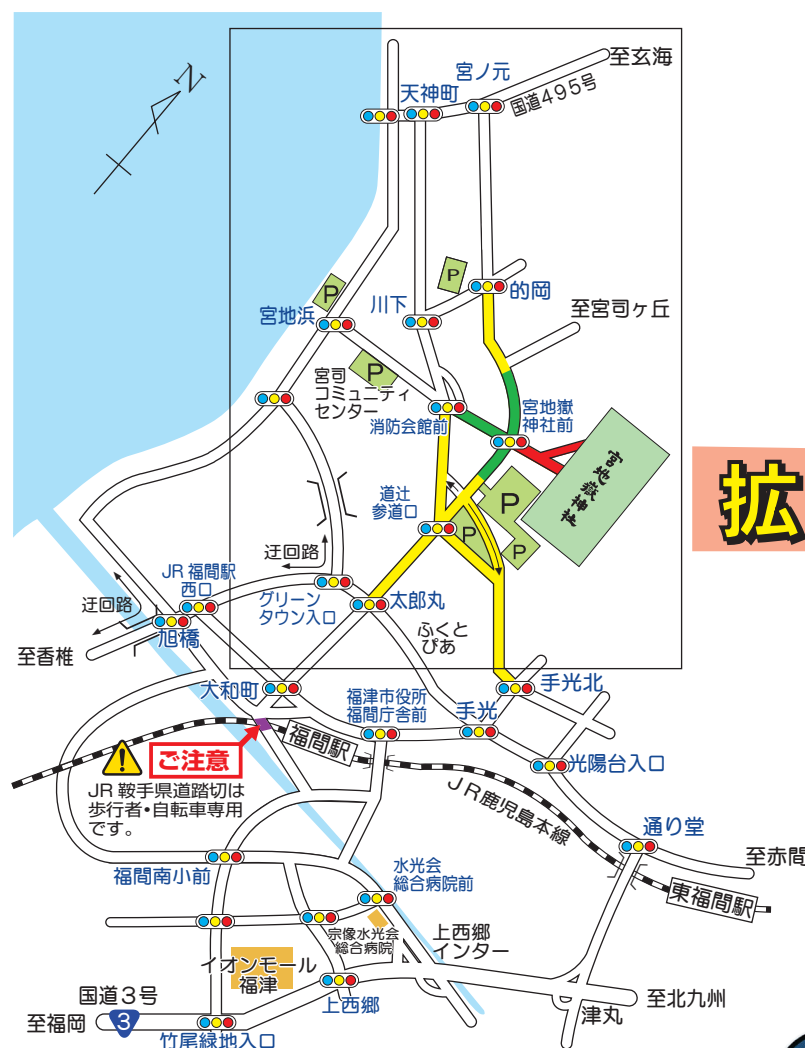 N
至玄海
宮ノ元
天神町
国道495号
P
的岡
P
川下
宮地浜
至宮司ヶ丘
P
宮司
コミュニティ
センター
消防会館前
宮地嶽
神社前
宮地嶽神社
拡
道辻
参道口
P
P
P
迂回路
JR福間駅
西口
迂回路
グリーン
タウン入口
太郎丸
旭橋
ふくと
ぴあ
至香椎
大和町
手光北
福津市役所
福間庁舎前
手光
ご注意
福間駅
光陽台入口
JR鞍手県道踏切は
歩行者・自転車専用
です。
JR鹿児島本線
通り堂
至赤間
福間南小前
水光会
総合病院前
東福間駅
宗像水光会
総合病院
上西郷
インター
イオンモール
福津
国道3号
上西郷
至北九州
至福岡
3
津丸
竹尾緑地入口